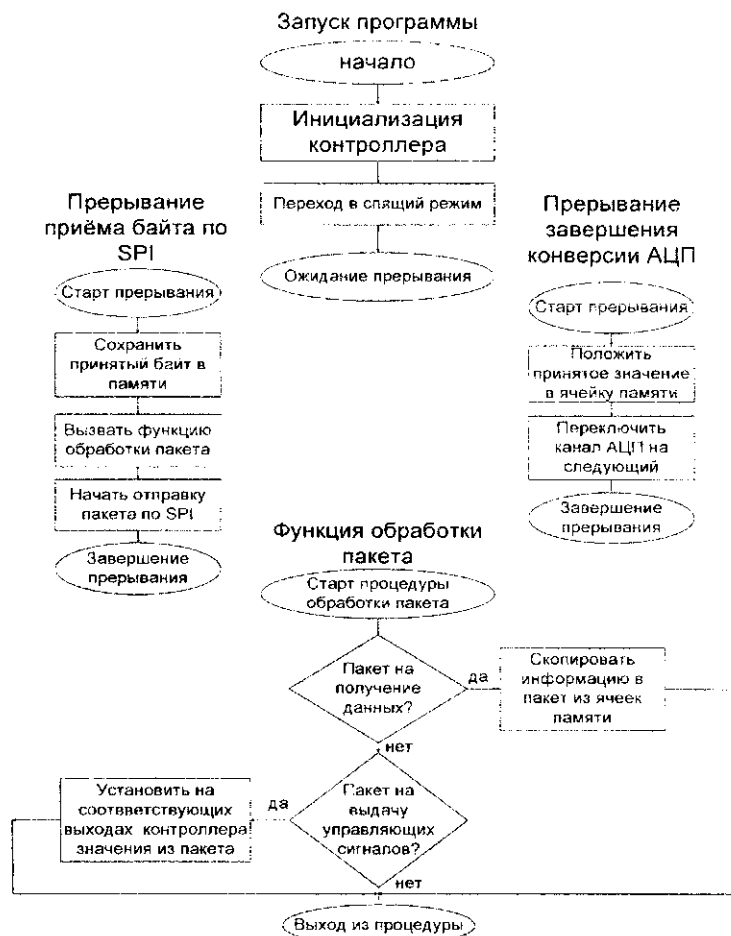 Запуск программы
начало
Инициализация
контроллера
Переход в спящий режим
Ожидание прерывания
Прерывание
приёма байта по
SPI
Старт прерывания
Сохранить
принятый байт в
памяти
Вызвать функцию
обработки пакета
Начать отправку
пакета по SPI
Завершение
прерывания
Прерывание
завершения
конверсии АЦП
Старт прерывания
Положить
принятое значение
в ячейку памяти
Переключить
канал АЦП на
следующий
Завершение
прерывания
Функция обработки
пакета
Старт процедуры
обработки пакета
Пакет на
получение
данных?
да
Скопировать
информацию в
пакет из ячеек
памяти
нет
Пакет на
выдачу
управляющих
сигналов?
да
Установить на
соответствующих
выходах контроллера
значения из пакета
нет
Выход из процедуры